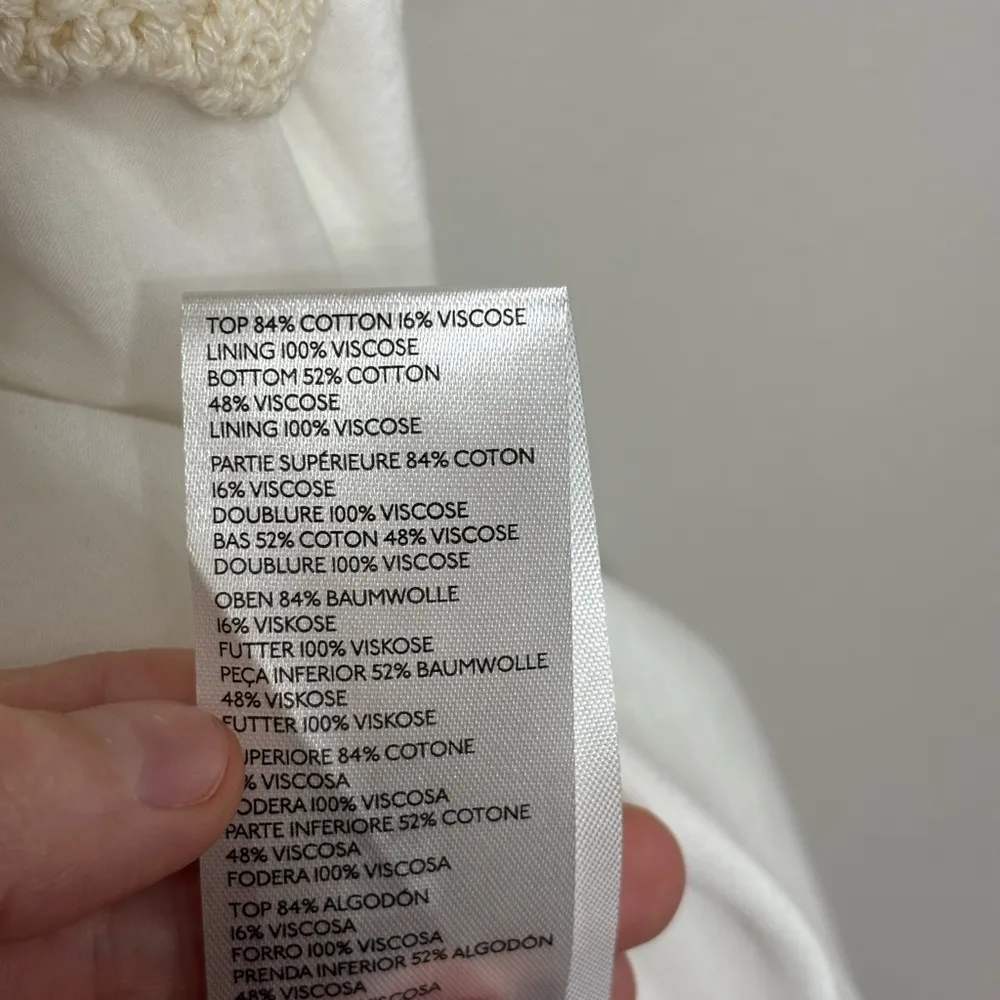 TOP 84% COTTON 16% VISCOSE
LINING 100% VISCOSE
BOTTOM 52% COTTON
48% VISCOSE
LINING 100% VISCOSE
PARTIE SUPÉRIEURE 84% COTON
16% VISCOSE
DOUBLURE 100% VISCOSE
BAS 52% COTON 48% VISCOSE
DOUBLURE 100% VISCOSE
OBEN 84% BAUMWOLLE
16% VISKOSE
FUTTER 100% VISKOSE
PEÇA INFERIOR 52% BAUMWOLLE
48% VISKOSE
FUTTER 100% VISKOSE
84% COTONE
% VISCOSA
100% VISCOSA
PARTE INFERIORE 52% COTONE
48% VISCOSA
FODERA 100% VISCOSA
TOP 84% ALGODÓN
16% VISCOSA
FORRO 100% VISCOSA
PRENDA INFERIOR 52% ALGODÓN
48% VISCOSA
VISCOSA